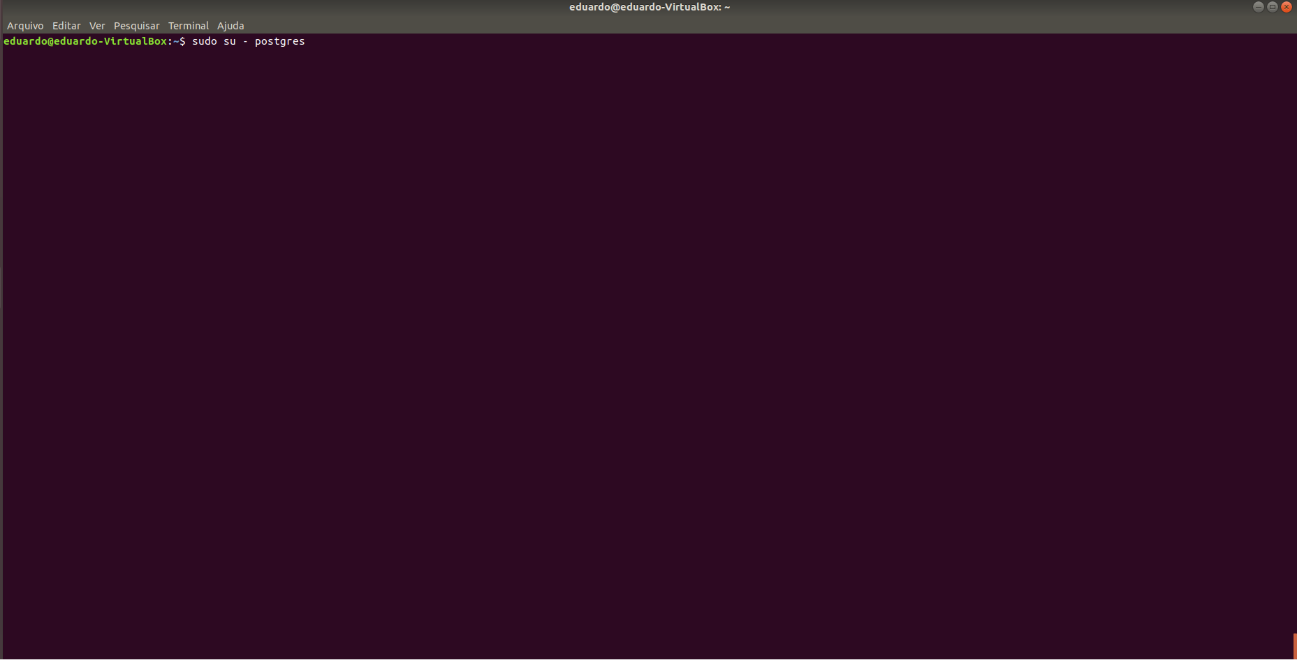 eduardo@eduardo-VirtualBox: ~
Arquivo Editar Ver Pesquisar Terminal Ajuda
eduardo@eduardo-VirtualBox:~$ sudo su - postgres